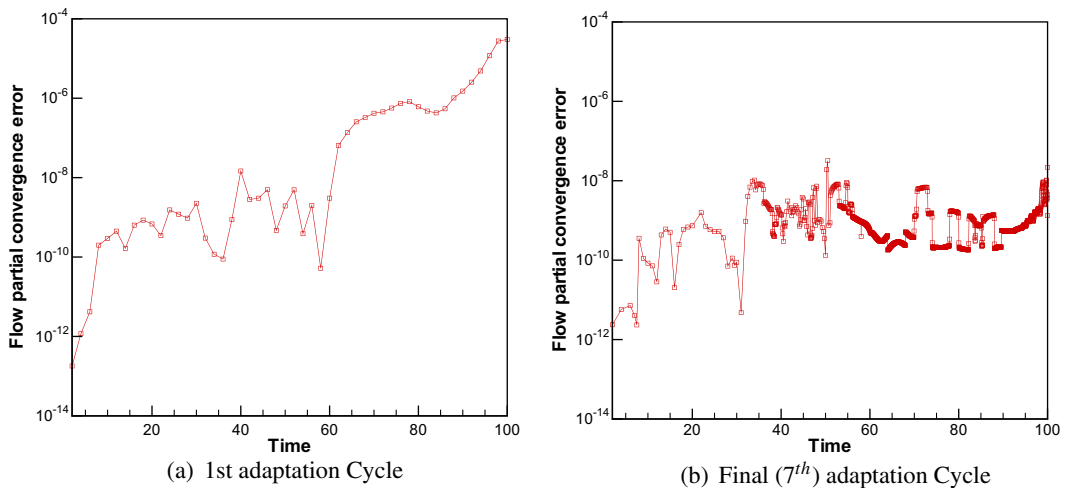 10^-4
10^-6
10^-8
10^-10
10^-12
10^-14
Flow partial convergence error
20 40 60 80 100
Time
(a) 1st adaptation Cycle
10^-4
10^-6
10^-8
10^-10
10^-12
10^-14
Flow partial convergence error
20 40 60 80 100
Time
(b) Final (7^th) adaptation Cycle